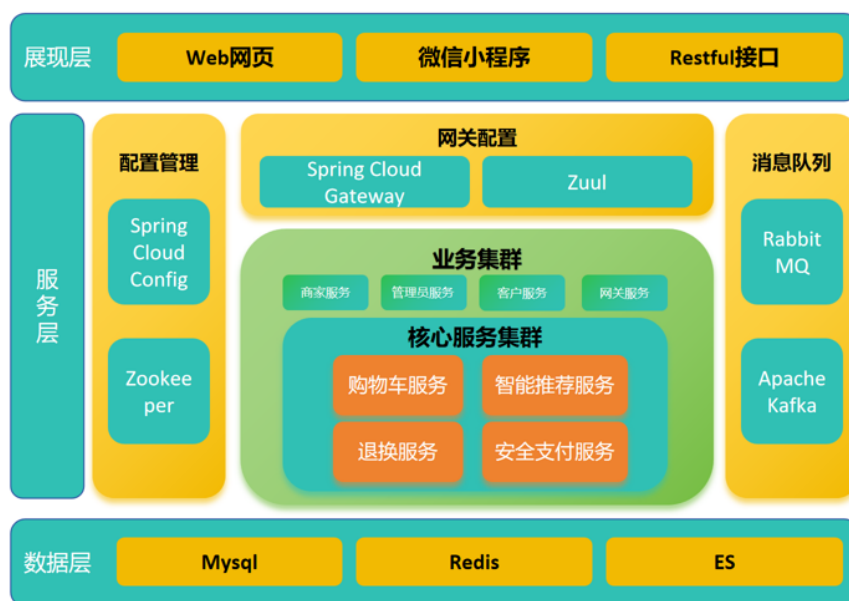 展现层
Web网页
微信小程序
Restful接口
服务层
配置管理
Spring
Cloud
Config
Zookee
per
网关配置
Spring Cloud
Gateway
Zuul
业务集群
商家服务
管理员服务
客户服务
网关服务
核心服务集群
购物车服务
智能推荐服务
退换服务
安全支付服务
消息队列
Rabbit
MQ
Apache
Kafka
数据层
Mysql
Redis
ES